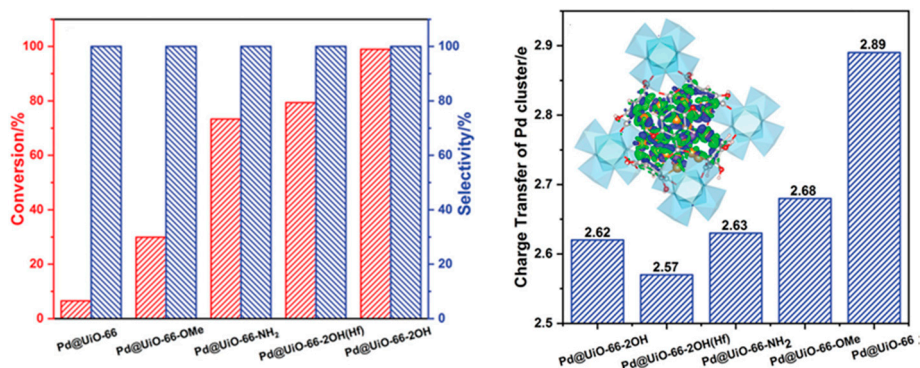 100
80
60
40
20
0
Conversion/%
100
80
60
40
20
0
Selectivity/%
Pd@UiO-66
Pd@UiO-66-OMe
Pd@UiO-66-NH₂
Pd@UiO-66-2OH(Hf)
Pd@UiO-66-2OH
2.9
2.8
2.7
2.6
2.5
Charge Transfer of Pd cluster/e
2.62
2.57
2.63
2.68
2.89
Pd@UiO-66-2OH
Pd@UiO-66-2OH(Hf)
Pd@UiO-66-NH₂
Pd@UiO-66-OMe
Pd@UiO-66